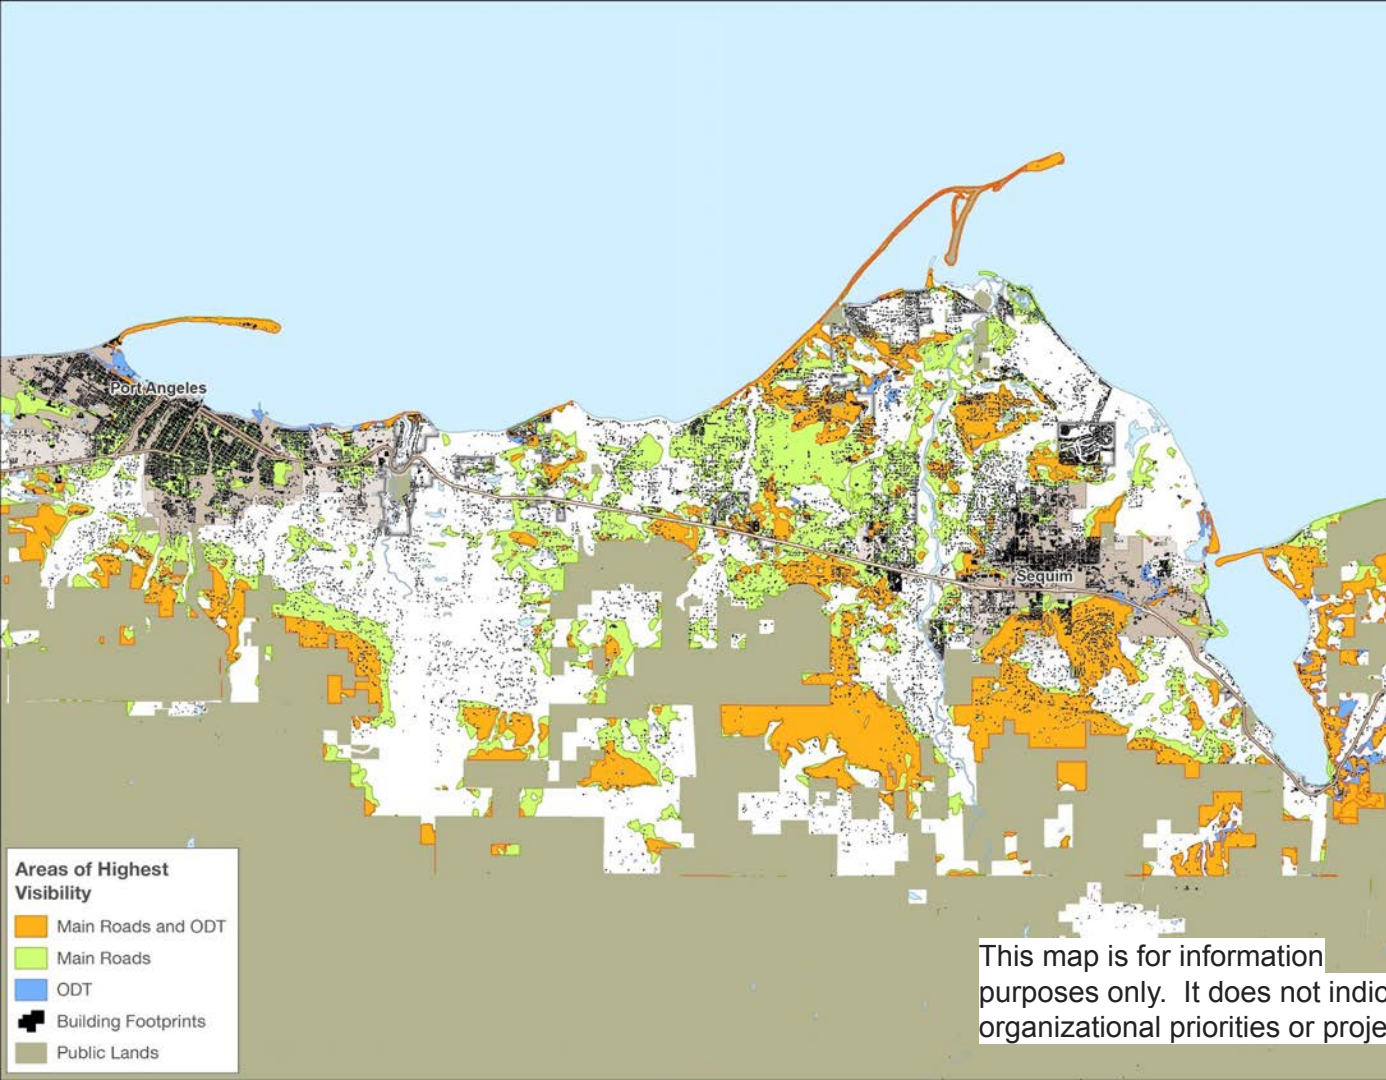 Port Angeles
Sequim
Areas of Highest
Visibility
Main Roads and ODT
Main Roads
ODT
Building Footprints
Public Lands
This map is for information
purposes only.  It does not indic
organizational priorities or proje